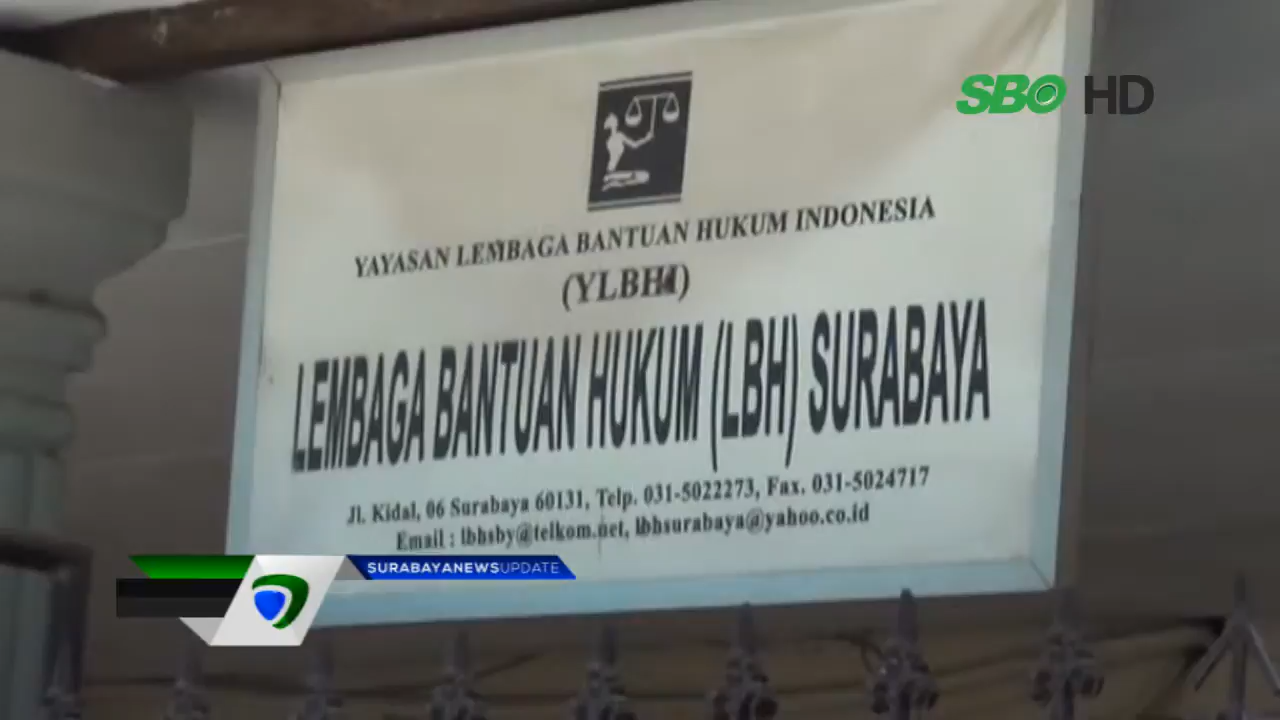 SBO HD
YAYASAN LEMBAGA BANTUAN HUKUM INDONESIA
(YLBHI)
LEMBAGA BANTUAN HUKUM (LBH) SURABAYA
Jl. Kidal, 06 Surabaya 60131, Telp. 031-5022273, Fax. 031-5024717
Email : lbhsby@telkom.net, lbhsurabaya@yahoo.co.id
SURABAYANEWSUPDATE